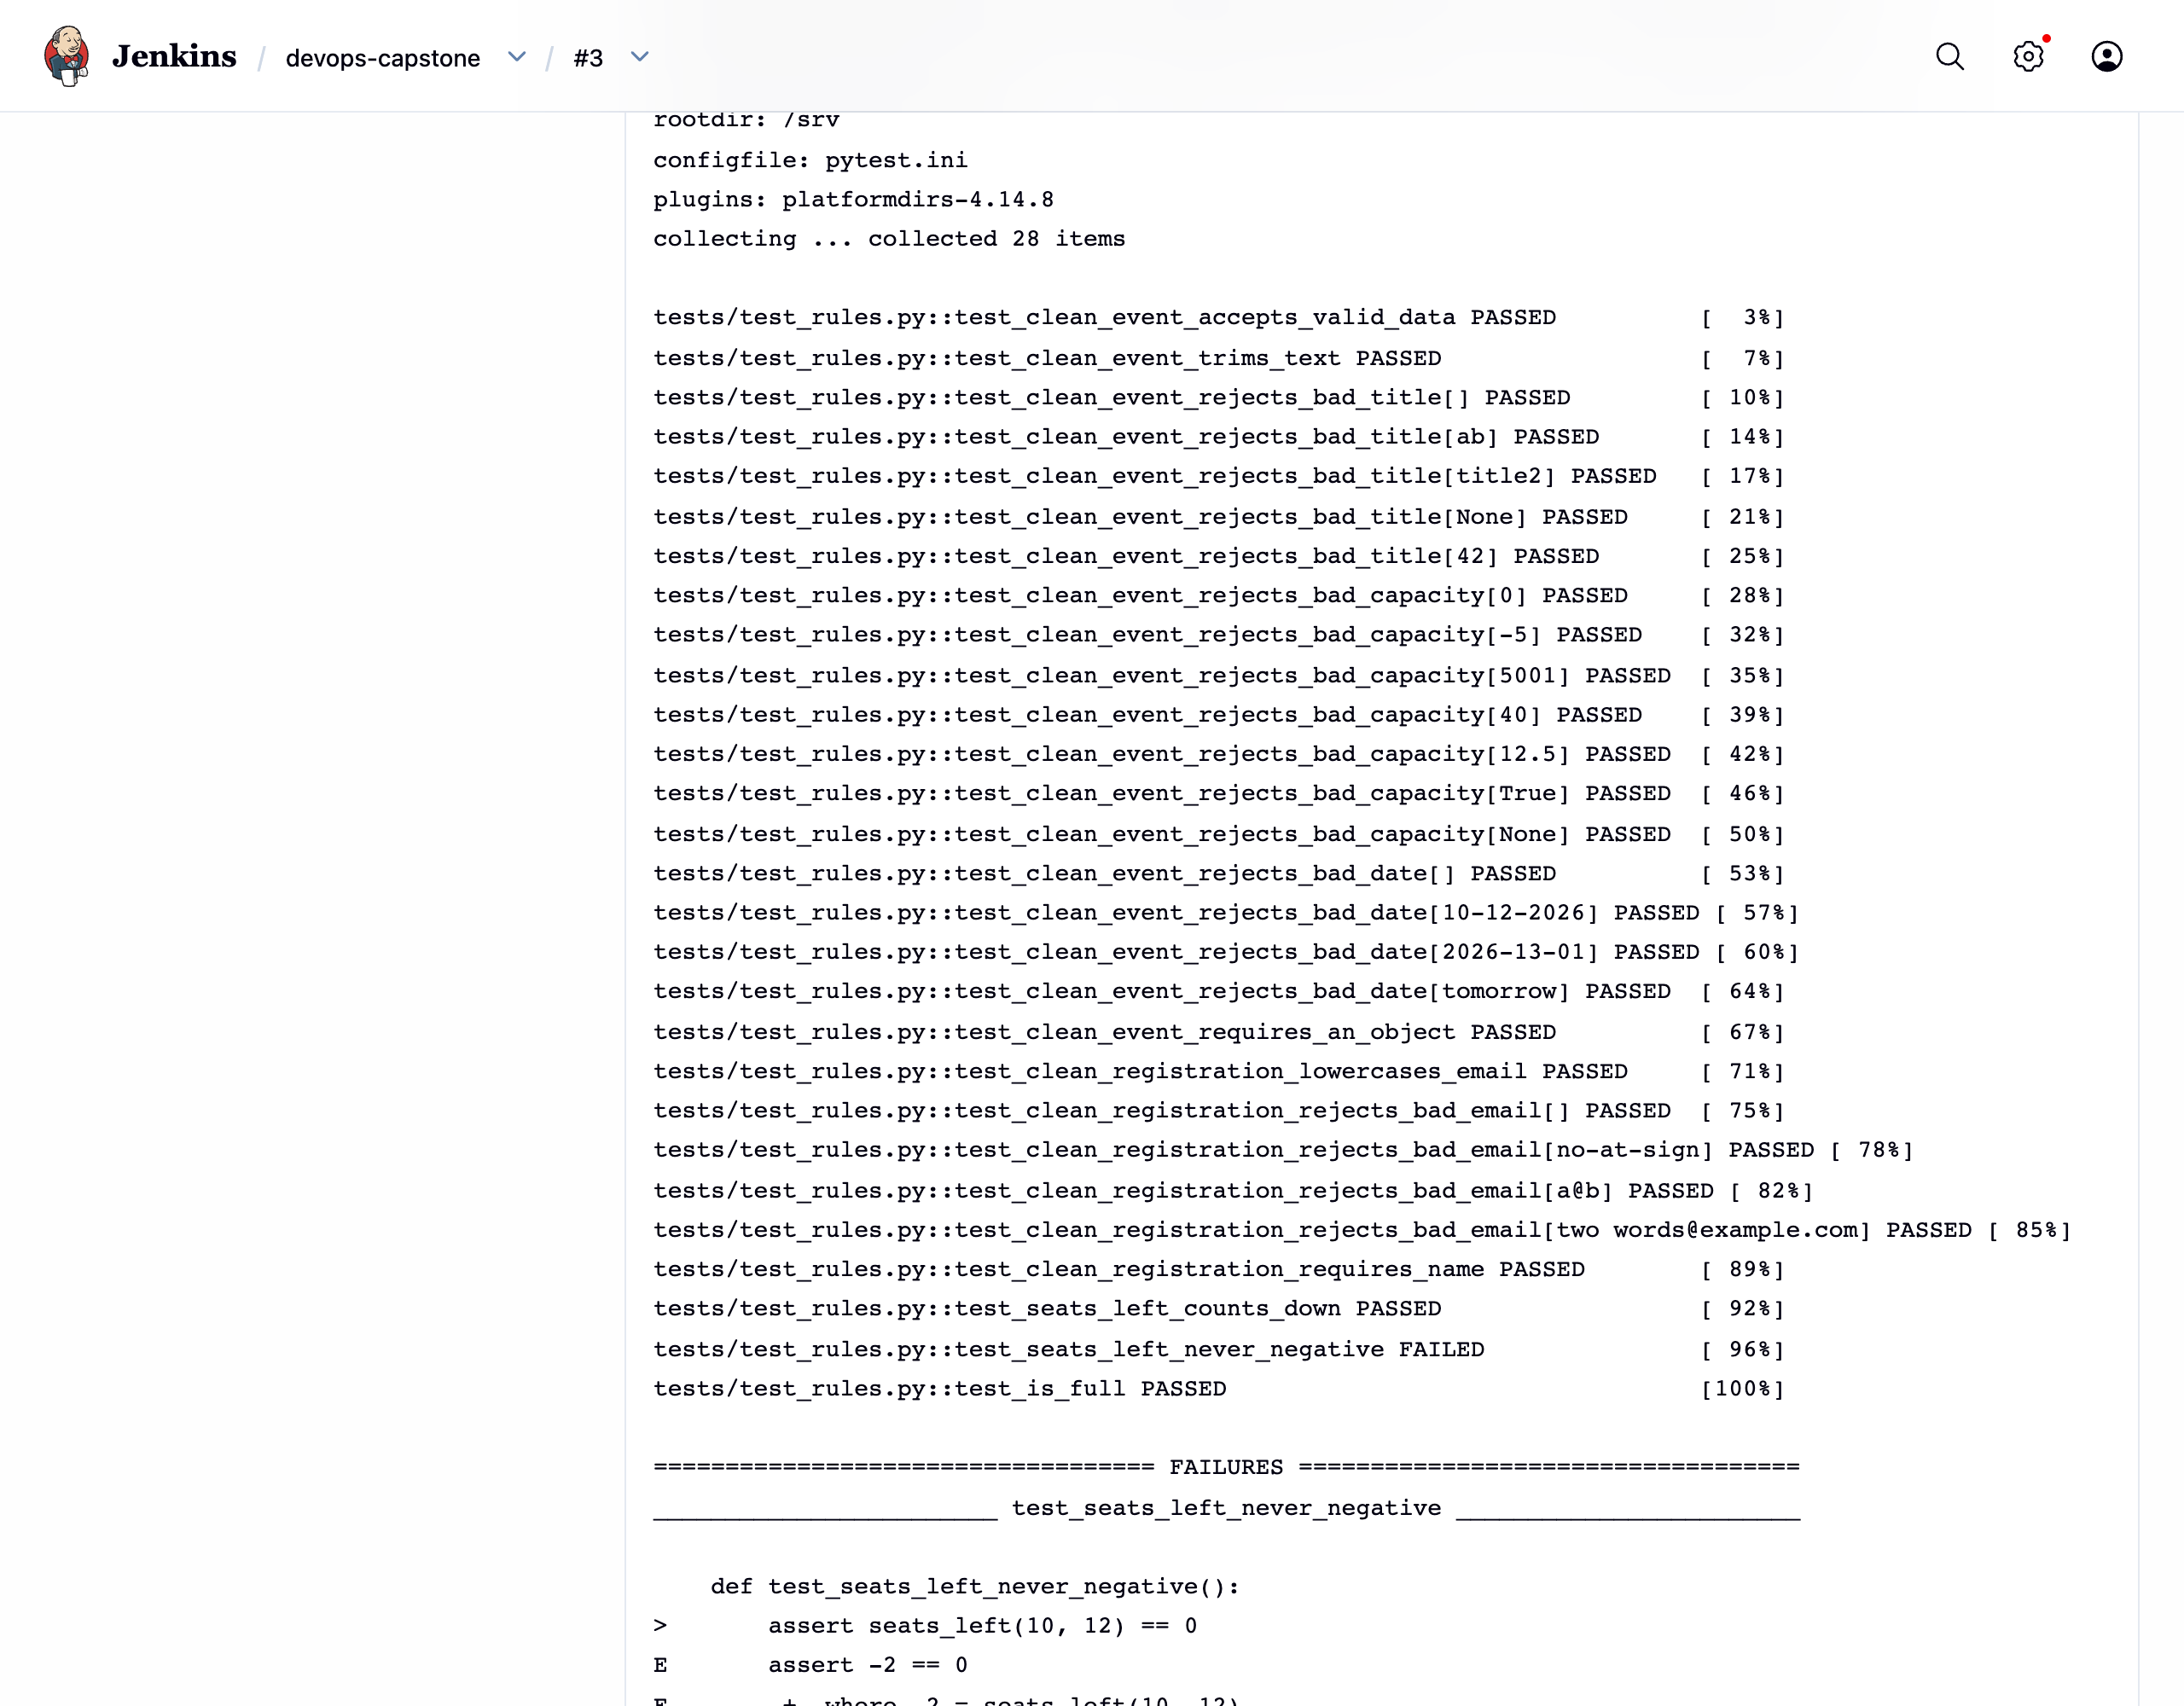 Jenkins / devops-capstone / #3
rootdir: /srv
configfile: pytest.ini
plugins: platformdirs-4.14.8
collecting ... collected 28 items

tests/test_rules.py::test_clean_event_accepts_valid_data PASSED          [  3%]
tests/test_rules.py::test_clean_event_trims_text PASSED                  [  7%]
tests/test_rules.py::test_clean_event_rejects_bad_title[] PASSED         [ 10%]
tests/test_rules.py::test_clean_event_rejects_bad_title[ab] PASSED       [ 14%]
tests/test_rules.py::test_clean_event_rejects_bad_title[title2] PASSED   [ 17%]
tests/test_rules.py::test_clean_event_rejects_bad_title[None] PASSED     [ 21%]
tests/test_rules.py::test_clean_event_rejects_bad_title[42] PASSED       [ 25%]
tests/test_rules.py::test_clean_event_rejects_bad_capacity[0] PASSED     [ 28%]
tests/test_rules.py::test_clean_event_rejects_bad_capacity[-5] PASSED    [ 32%]
tests/test_rules.py::test_clean_event_rejects_bad_capacity[5001] PASSED  [ 35%]
tests/test_rules.py::test_clean_event_rejects_bad_capacity[40] PASSED    [ 39%]
tests/test_rules.py::test_clean_event_rejects_bad_capacity[12.5] PASSED  [ 42%]
tests/test_rules.py::test_clean_event_rejects_bad_capacity[True] PASSED  [ 46%]
tests/test_rules.py::test_clean_event_rejects_bad_capacity[None] PASSED  [ 50%]
tests/test_rules.py::test_clean_event_rejects_bad_date[] PASSED          [ 53%]
tests/test_rules.py::test_clean_event_rejects_bad_date[10-12-2026] PASSED [ 57%]
tests/test_rules.py::test_clean_event_rejects_bad_date[2026-13-01] PASSED [ 60%]
tests/test_rules.py::test_clean_event_rejects_bad_date[tomorrow] PASSED  [ 64%]
tests/test_rules.py::test_clean_event_requires_an_object PASSED          [ 67%]
tests/test_rules.py::test_clean_registration_lowercases_email PASSED     [ 71%]
tests/test_rules.py::test_clean_registration_rejects_bad_email[] PASSED  [ 75%]
tests/test_rules.py::test_clean_registration_rejects_bad_email[no-at-sign] PASSED [ 78%]
tests/test_rules.py::test_clean_registration_rejects_bad_email[a@b] PASSED [ 82%]
tests/test_rules.py::test_clean_registration_rejects_bad_email[two words@example.com] PASSED [ 85%]
tests/test_rules.py::test_clean_registration_requires_name PASSED        [ 89%]
tests/test_rules.py::test_seats_left_counts_down PASSED                  [ 92%]
tests/test_rules.py::test_seats_left_never_negative FAILED               [ 96%]
tests/test_rules.py::test_is_full PASSED                                 [100%]

=================================== FAILURES ===================================
________________________ test_seats_left_never_negative ________________________

    def test_seats_left_never_negative():
>       assert seats_left(10, 12) == 0
E       assert -2 == 0
E        +  where -2 = seats_left(10, 12)